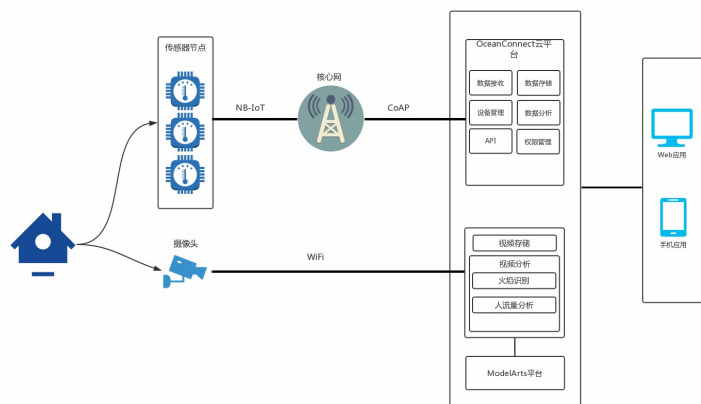 传感器节点
核心网
NB-IoT
CoAP
OceanConnect云平
台
数据接收
数据存储
设备管理
数据分析
API
权限管理
Web应用
手机应用
摄像头
WiFi
视频存储
视频分析
火焰识别
人流量分析
ModelArts平台